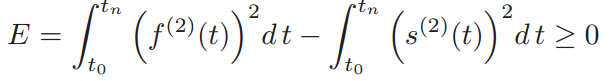 E = ∫_{t_0}^{t_n} (f^{(2)}(t))^2 dt − ∫_{t_0}^{t_n} (s^{(2)}(t))^2 dt ≥ 0